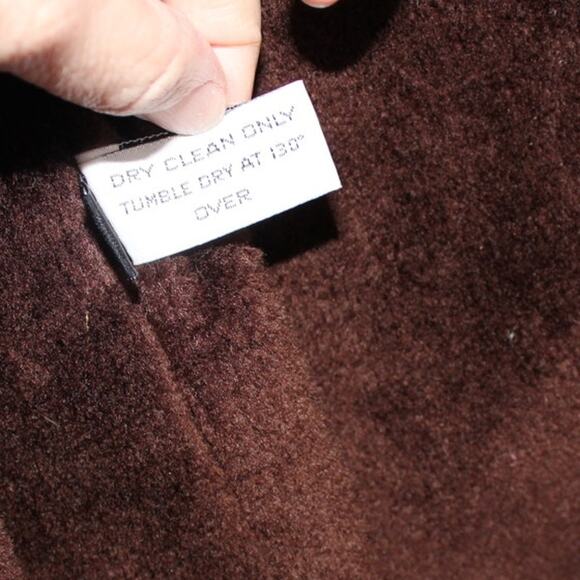 DRY CLEAN ONLY
TUMBLE DRY AT 130°
OVER